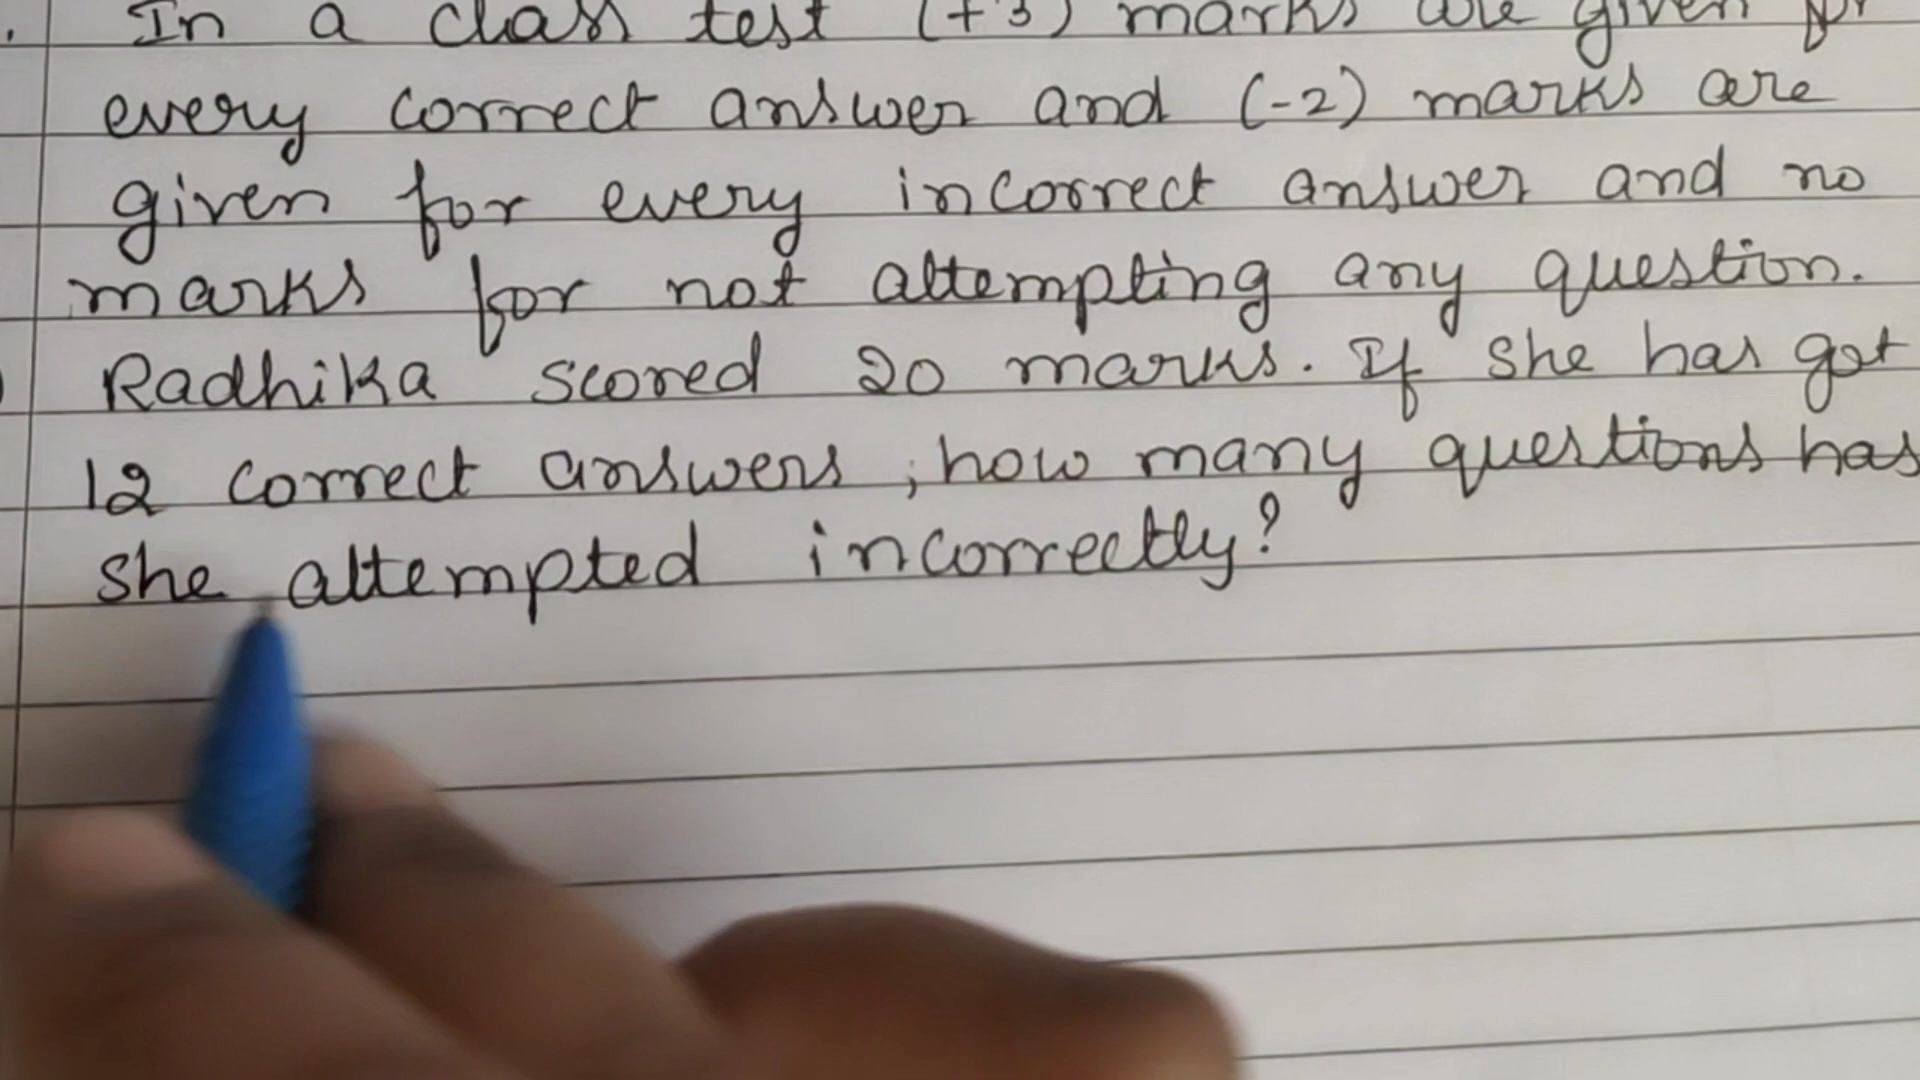 . In a class test (+3) marks are given for
every correct answer and (-2) marks are
given for every incorrect answer and no
marks for not attempting any question.
) Radhika scored 20 marks. If she has got
12 correct answers, how many questions has
she attempted incorrectly?